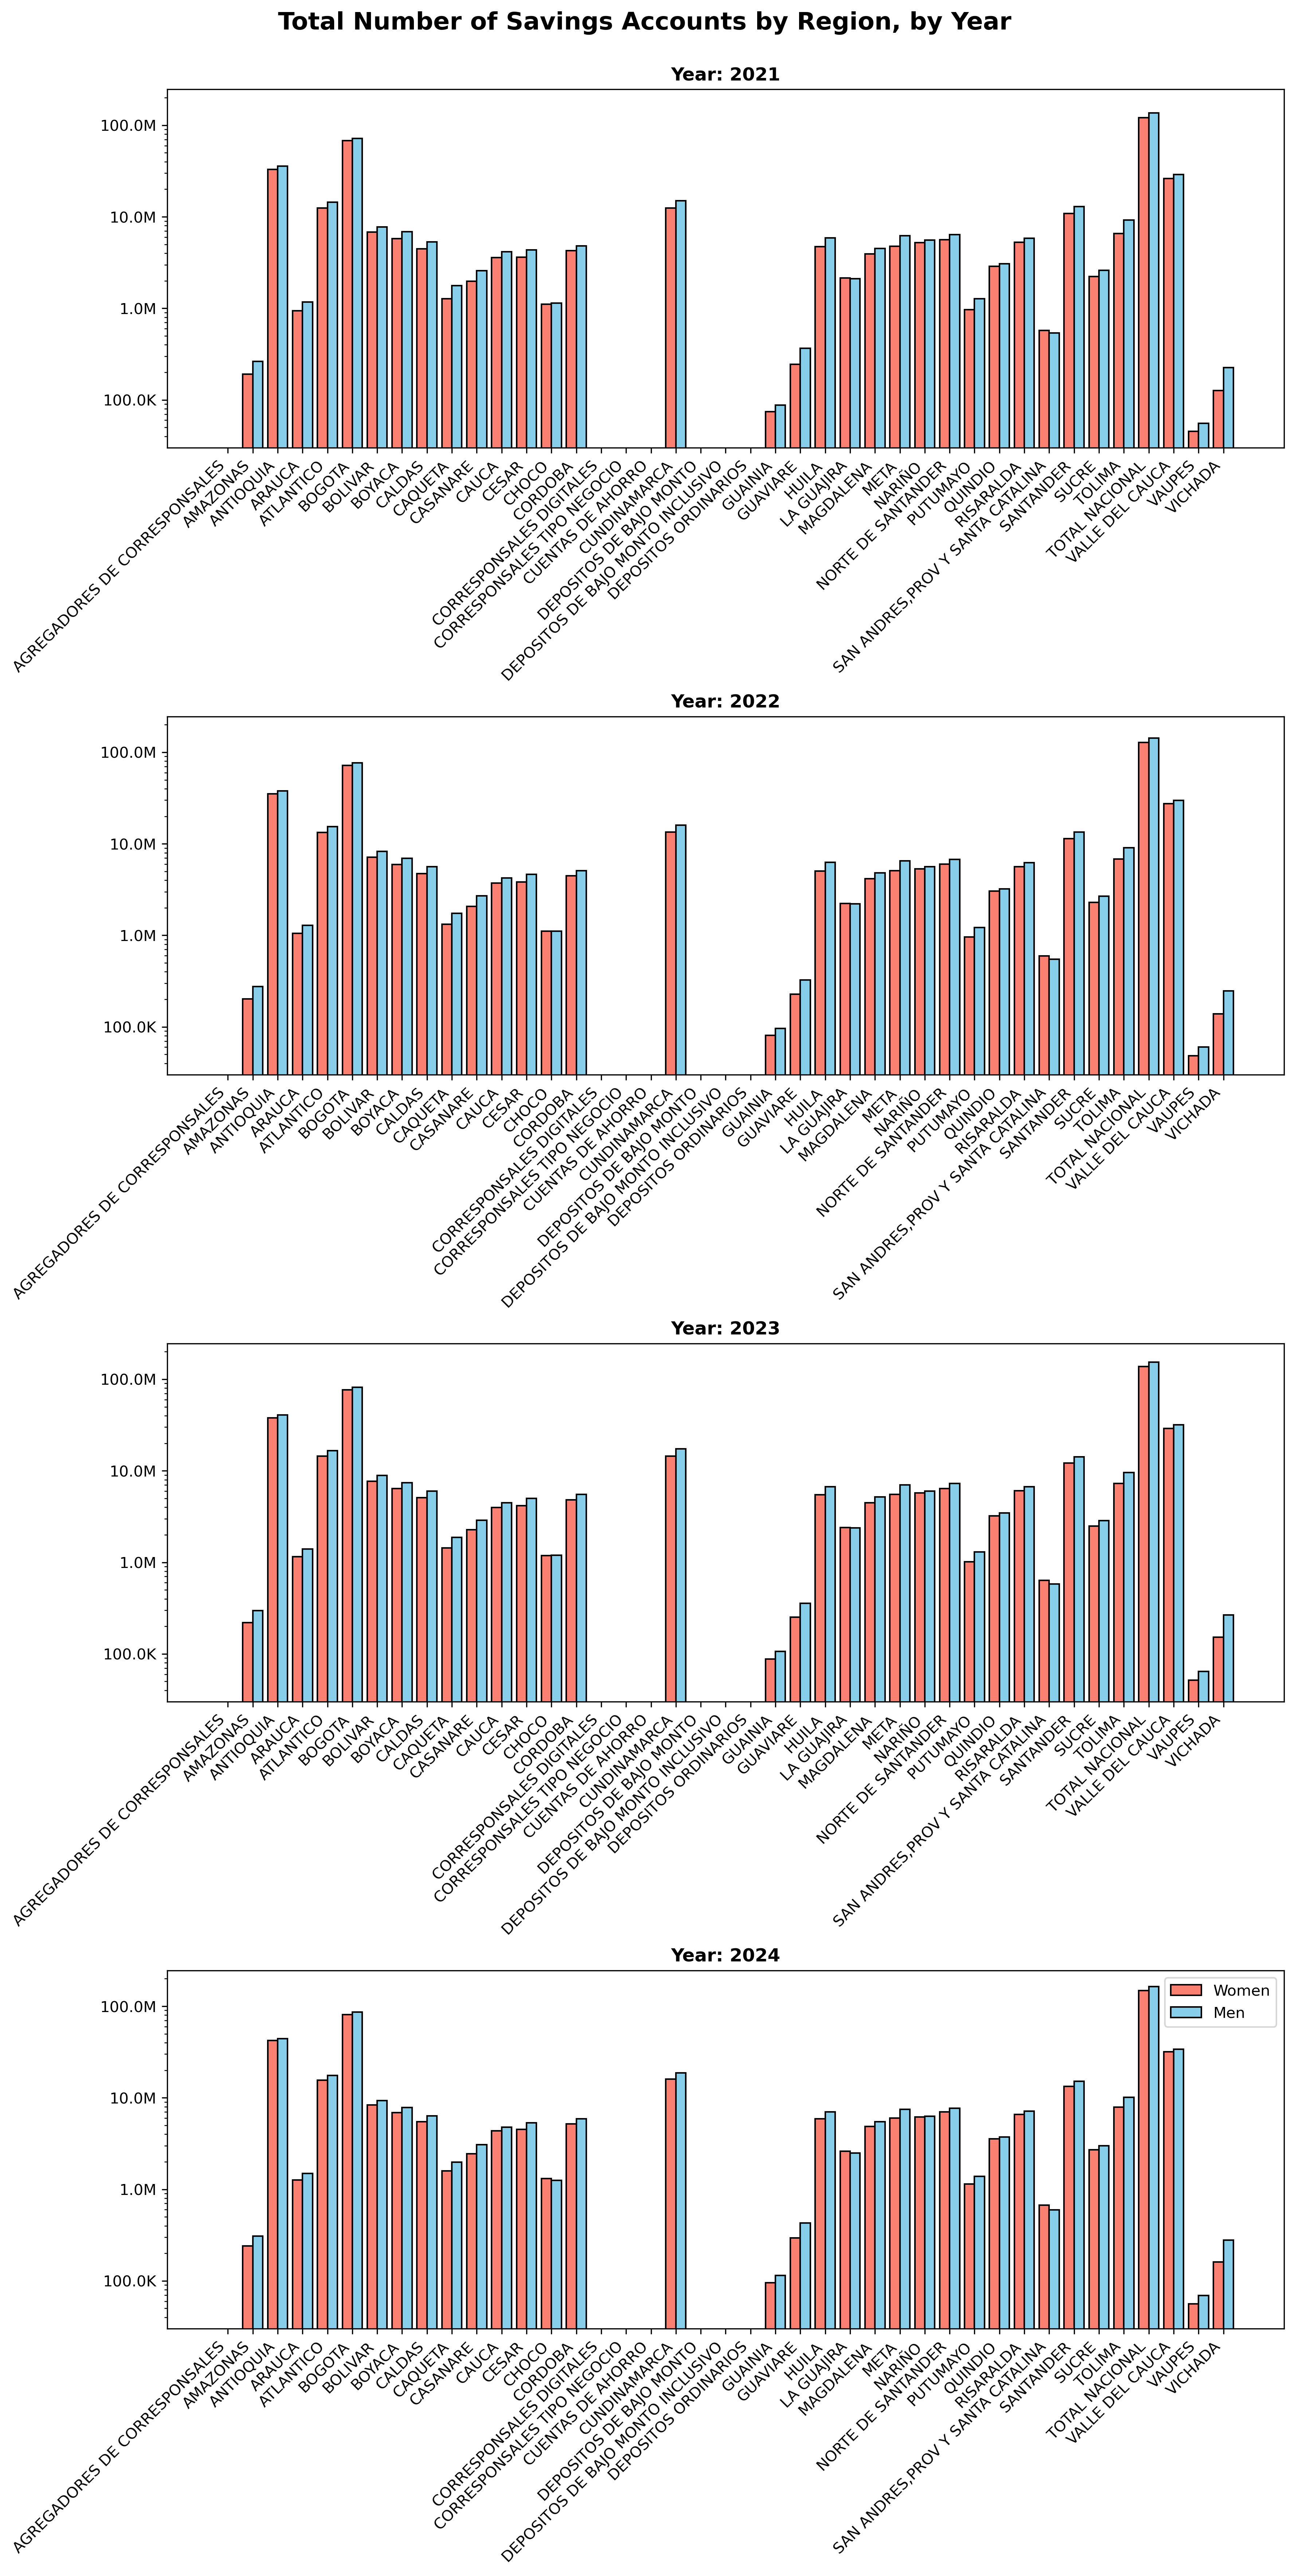 Total Number of Savings Accounts by Region, by Year
Year: 2021
100.0M
10.0M
1.0M
100.0K
AGREGADORES DE CORRESPONSALES
AMAZONAS
ANTIOQUIA
ARAUCA
ATLANTICO
BOGOTA
BOLIVAR
BOYACA
CALDAS
CAQUETA
CASANARE
CAUCA
CESAR
CHOCO
CORDOBA
CORRESPONSALES DIGITALES
CORRESPONSALES TIPO NEGOCIO
CUENTAS DE AHORRO
CUNDINAMARCA
DEPOSITOS DE BAJO MONTO
DEPOSITOS DE BAJO MONTO INCLUSIVO
DEPOSITOS ORDINARIOS
GUAINIA
GUAVIARE
HUILA
LA GUAJIRA
MAGDALENA
META
NARIÑO
NORTE DE SANTANDER
PUTUMAYO
QUINDIO
RISARALDA
SAN ANDRES,PROV Y SANTA CATALINA
SANTANDER
SUCRE
TOLIMA
TOTAL NACIONAL
VALLE DEL CAUCA
VAUPES
VICHADA
Year: 2022
100.0M
10.0M
1.0M
100.0K
AGREGADORES DE CORRESPONSALES
AMAZONAS
ANTIOQUIA
ARAUCA
ATLANTICO
BOGOTA
BOLIVAR
BOYACA
CALDAS
CAQUETA
CASANARE
CAUCA
CESAR
CHOCO
CORDOBA
CORRESPONSALES DIGITALES
CORRESPONSALES TIPO NEGOCIO
CUENTAS DE AHORRO
CUNDINAMARCA
DEPOSITOS DE BAJO MONTO
DEPOSITOS DE BAJO MONTO INCLUSIVO
DEPOSITOS ORDINARIOS
GUAINIA
GUAVIARE
HUILA
LA GUAJIRA
MAGDALENA
META
NARIÑO
NORTE DE SANTANDER
PUTUMAYO
QUINDIO
RISARALDA
SAN ANDRES,PROV Y SANTA CATALINA
SANTANDER
SUCRE
TOLIMA
TOTAL NACIONAL
VALLE DEL CAUCA
VAUPES
VICHADA
Year: 2023
100.0M
10.0M
1.0M
100.0K
AGREGADORES DE CORRESPONSALES
AMAZONAS
ANTIOQUIA
ARAUCA
ATLANTICO
BOGOTA
BOLIVAR
BOYACA
CALDAS
CAQUETA
CASANARE
CAUCA
CESAR
CHOCO
CORDOBA
CORRESPONSALES DIGITALES
CORRESPONSALES TIPO NEGOCIO
CUENTAS DE AHORRO
CUNDINAMARCA
DEPOSITOS DE BAJO MONTO
DEPOSITOS DE BAJO MONTO INCLUSIVO
DEPOSITOS ORDINARIOS
GUAINIA
GUAVIARE
HUILA
LA GUAJIRA
MAGDALENA
META
NARIÑO
NORTE DE SANTANDER
PUTUMAYO
QUINDIO
RISARALDA
SAN ANDRES,PROV Y SANTA CATALINA
SANTANDER
SUCRE
TOLIMA
TOTAL NACIONAL
VALLE DEL CAUCA
VAUPES
VICHADA
Year: 2024
Women
Men
100.0M
10.0M
1.0M
100.0K
AGREGADORES DE CORRESPONSALES
AMAZONAS
ANTIOQUIA
ARAUCA
ATLANTICO
BOGOTA
BOLIVAR
BOYACA
CALDAS
CAQUETA
CASANARE
CAUCA
CESAR
CHOCO
CORDOBA
CORRESPONSALES DIGITALES
CORRESPONSALES TIPO NEGOCIO
CUENTAS DE AHORRO
CUNDINAMARCA
DEPOSITOS DE BAJO MONTO
DEPOSITOS DE BAJO MONTO INCLUSIVO
DEPOSITOS ORDINARIOS
GUAINIA
GUAVIARE
HUILA
LA GUAJIRA
MAGDALENA
META
NARIÑO
NORTE DE SANTANDER
PUTUMAYO
QUINDIO
RISARALDA
SAN ANDRES,PROV Y SANTA CATALINA
SANTANDER
SUCRE
TOLIMA
TOTAL NACIONAL
VALLE DEL CAUCA
VAUPES
VICHADA